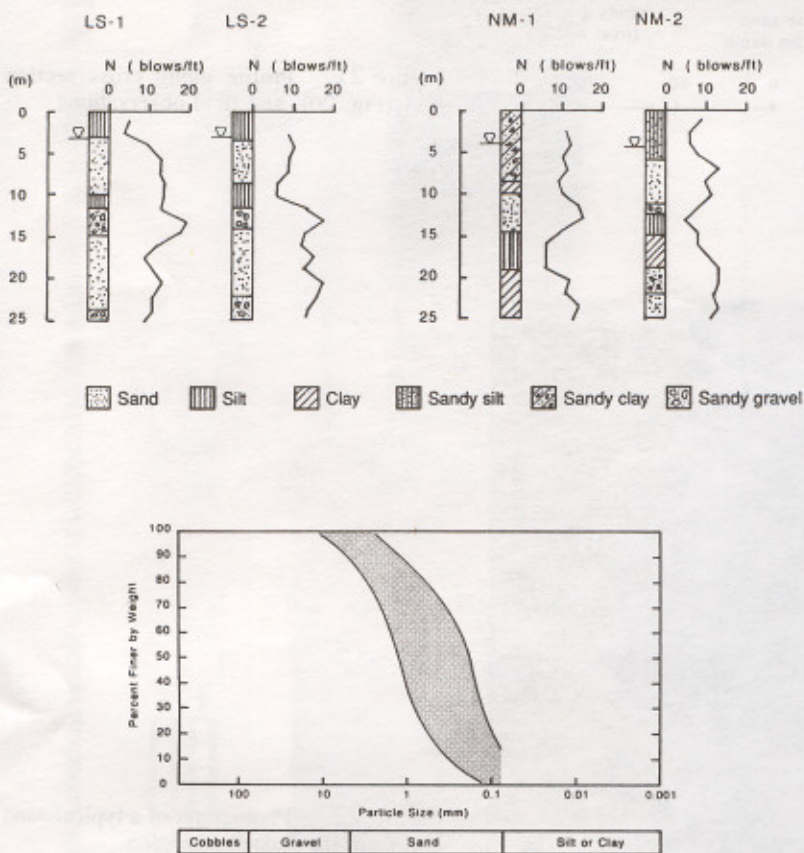 LS-1 LS-2 NM-1 NM-2
N ( blows/ft) N ( blows/ft) N ( blows/ft) N ( blows/ft)
(m) 0 10 20 0 10 20 (m) 0 10 20 0 10 20
0 0
5 5
10 10
15 15
20 20
25 25
Sand Silt Clay Sandy silt Sandy clay Sandy gravel
Percent Finer by Weight
100
90
80
70
60
50
40
30
20
10
0
100 10 1 0.1 0.01 0.001
Particle Size (mm)
Cobbles Gravel Sand Silt or Clay